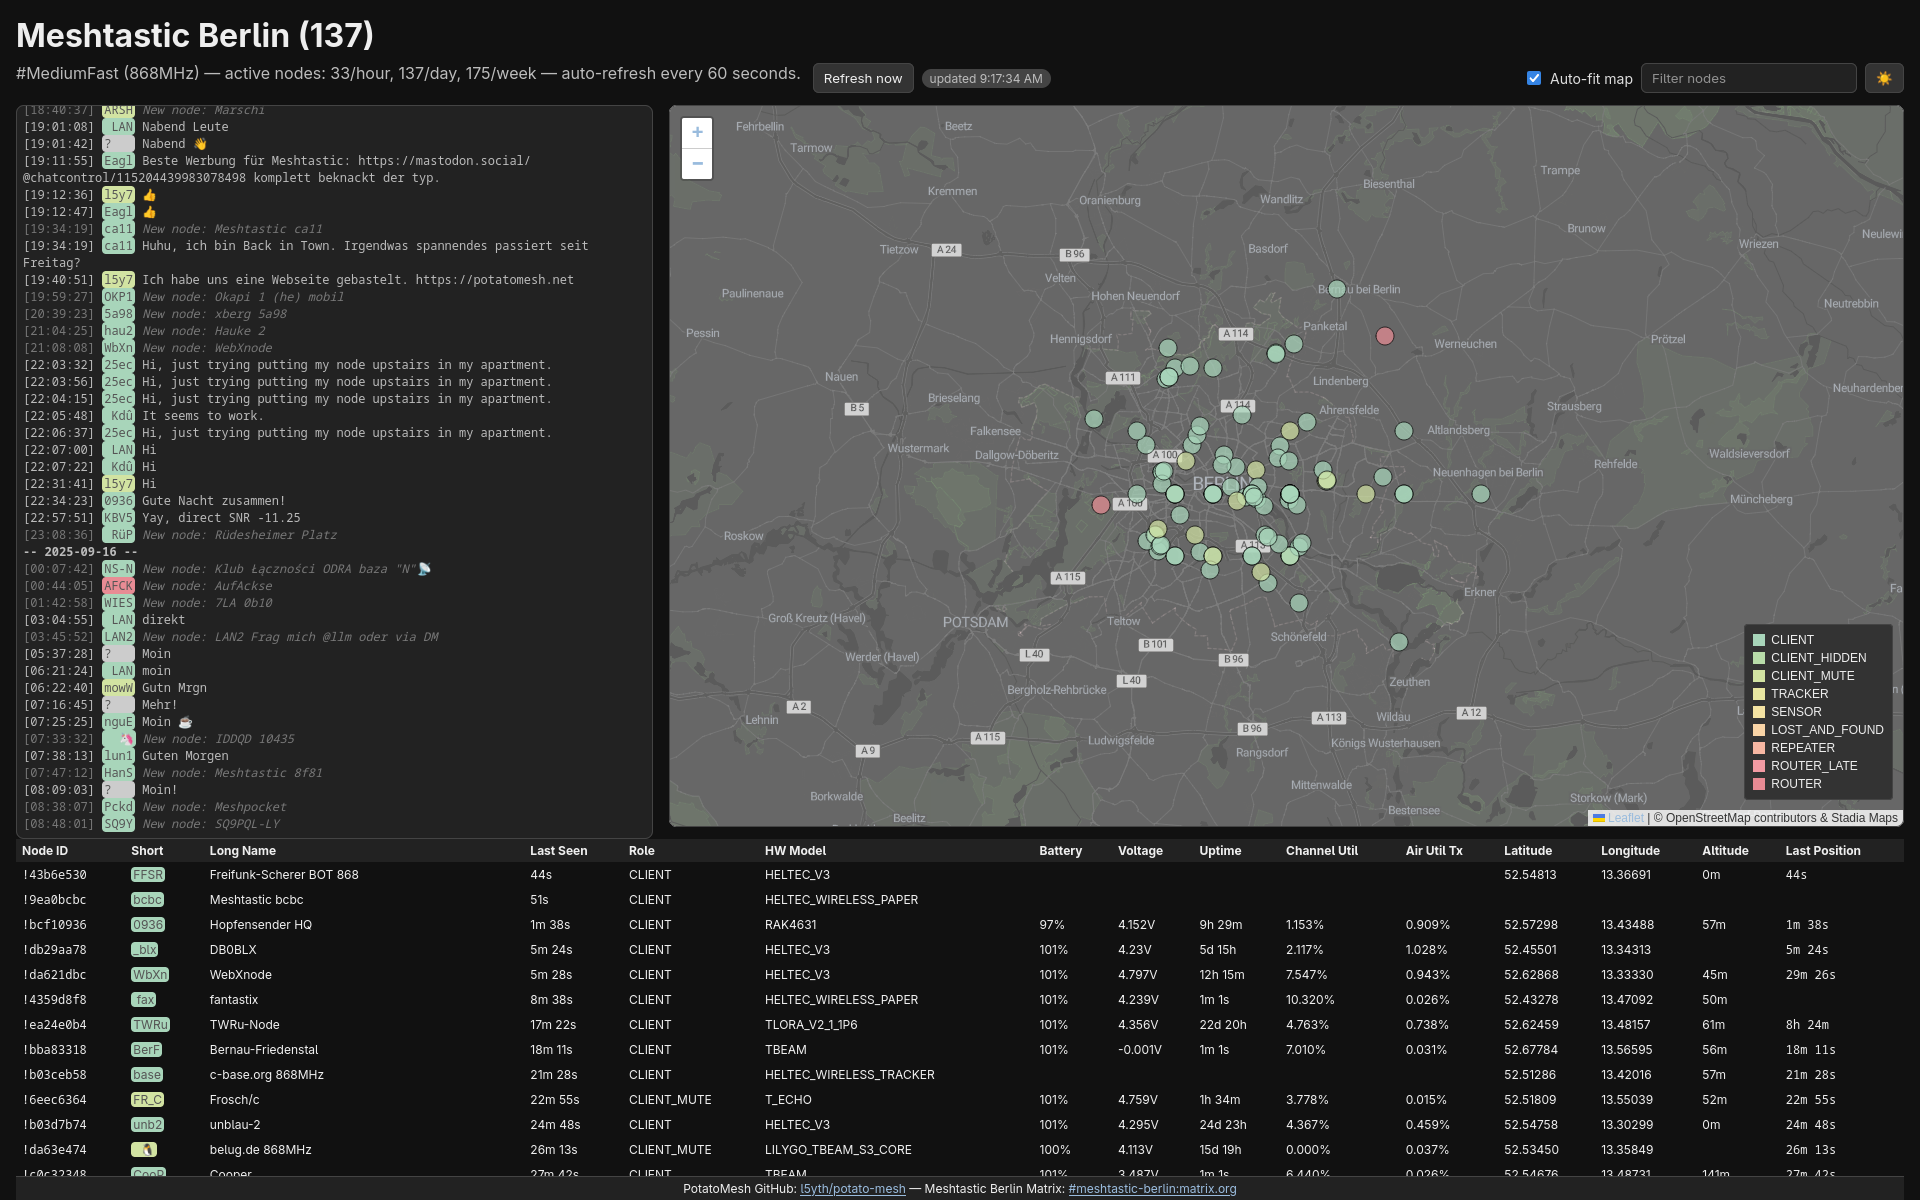 Meshtastic Berlin (137)
#MediumFast (868MHz) — active nodes: 33/hour, 137/day, 175/week — auto-refresh every 60 seconds. Refresh now updated 9:17:34 AM Auto-fit map Filter nodes
[18:40:37] ARSH New node: Marschi
[19:01:08] LAN Nabend Leute
[19:01:42] ? Nabend 👋
[19:11:55] Eagl Beste Werbung für Meshtastic: https://mastodon.social/
@chatcontrol/115204439983078498 komplett beknackt der typ.
[19:12:36] l5y7 👍
[19:12:47] Eagl 👍
[19:34:19] ca11 New node: Meshtastic ca11
[19:34:19] ca11 Huhu, ich bin Back in Town. Irgendwas spannendes passiert seit
Freitag?
[19:40:51] l5y7 Ich habe uns eine Webseite gebastelt. https://potatomesh.net
[19:59:27] OKP1 New node: Okapi 1 (he) mobil
[20:39:23] 5a98 New node: xberg 5a98
[21:04:25] hau2 New node: Hauke 2
[21:08:08] WbXn New node: WebXnode
[22:03:32] 25ec Hi, just trying putting my node upstairs in my apartment.
[22:03:56] 25ec Hi, just trying putting my node upstairs in my apartment.
[22:04:15] 25ec Hi, just trying putting my node upstairs in my apartment.
[22:05:48] Kdû It seems to work.
[22:06:37] 25ec Hi, just trying putting my node upstairs in my apartment.
[22:07:00] LAN Hi
[22:07:22] Kdû Hi
[22:31:41] l5y7 Hi
[22:34:23] 0936 Gute Nacht zusammen!
[22:57:51] KBV5 Yay, direct SNR -11.25
[23:08:36] RüP New node: Rüdesheimer Platz
-- 2025-09-16 --
[00:07:42] NS-N New node: Klub Łączności ODRA baza "N"📡
[00:44:05] AFCK New node: AufAckse
[01:42:58] WIES New node: 7LA 0b10
[03:04:55] LAN direkt
[03:45:52] LAN2 New node: LAN2 Frag mich @llm oder via DM
[05:37:28] ? Moin
[06:21:24] LAN moin
[06:22:40] mowW Gutn Mrgn
[07:16:45] ? Mehr!
[07:25:25] nguE Moin ☕
[07:33:32] 🦄 New node: IDDQD 10435
[07:38:13] lun1 Guten Morgen
[07:47:12] HanS New node: Meshtastic 8f81
[08:09:03] ? Moin!
[08:38:07] Pckd New node: Meshpocket
[08:48:01] SQ9Y New node: SQ9PQL-LY
+
−
Fehrbellin
Beetz
Tarmow
Trampe
Biesenthal
Kremmen
Oranienburg
Wandlitz
Brunow
Neulewi
Wriezen
Tietzow
A 24
B 96
Basdorf
Velten
Paulinenaue
Hohen Neuendorf
Bernau bei Berlin
Neutrebbin
Pessin
Hennigsdorf
A 114
Panketal
Werneuchen
Prötzel
Nauen
A 111
Lindenberg
Neuhardenber
B 5
Brieselang
A 114
Ahrensfelde
Strausberg
Falkensee
Altlandsberg
Wustermark
Dallgow-Döberitz
A 100
Waldsieversdorf
Rehfelde
Neuenhagen bei Berlin
BERLIN
Müncheberg
A 100
Roskow
A 113
A 115
Erkner
Fa
Groß Kreutz (Havel)
POTSDAM
Teltow
Schönefeld
B 101
L 40
B 96
Werder (Havel)
L 40
Bergholz-Rehbrücke
Zeuthen
A 2
Lehnin
A 113
Wildau
A 12
B 96
A 9
A 115
Ludwigsfelde
Rangsdorf
Königs Wusterhausen
Mittenwalde
Borkwalde
Beelitz
Bestensee
Storkow (Mark)
CLIENT
CLIENT_HIDDEN
CLIENT_MUTE
TRACKER
SENSOR
LOST_AND_FOUND
REPEATER
ROUTER_LATE
ROUTER
Leaflet | © OpenStreetMap contributors & Stadia Maps
Node ID Short Long Name Last Seen Role HW Model Battery Voltage Uptime Channel Util Air Util Tx Latitude Longitude Altitude Last Position
!43b6e530 FFSR Freifunk-Scherer BOT 868 44s CLIENT HELTEC_V3 52.54813 13.36691 0m 44s
!9ea0bcbc bcbc Meshtastic bcbc 51s CLIENT HELTEC_WIRELESS_PAPER
!bcf10936 0936 Hopfensender HQ 1m 38s CLIENT RAK4631 97% 4.152V 9h 29m 1.153% 0.909% 52.57298 13.43488 57m 1m 38s
!db29aa78 _blx DB0BLX 5m 24s CLIENT HELTEC_V3 101% 4.23V 5d 15h 2.117% 1.028% 52.45501 13.34313 5m 24s
!da621dbc WbXn WebXnode 5m 28s CLIENT HELTEC_V3 101% 4.797V 12h 15m 7.547% 0.943% 52.62868 13.33330 45m 29m 26s
!4359d8f8 fax fantastix 8m 38s CLIENT HELTEC_WIRELESS_PAPER 101% 4.239V 1m 1s 10.320% 0.026% 52.43278 13.47092 50m
!ea24e0b4 TWRu TWRu-Node 17m 22s CLIENT TLORA_V2_1_1P6 101% 4.356V 22d 20h 4.763% 0.738% 52.62459 13.48157 61m 8h 24m
!bba83318 BerF Bernau-Friedenstal 18m 11s CLIENT TBEAM 101% -0.001V 1m 1s 7.010% 0.031% 52.67784 13.56595 56m 18m 11s
!b03ceb58 base c-base.org 868MHz 21m 28s CLIENT HELTEC_WIRELESS_TRACKER 52.51286 13.42016 57m 21m 28s
!6eec6364 FR_C Frosch/c 22m 55s CLIENT_MUTE T_ECHO 101% 4.759V 1h 34m 3.778% 0.015% 52.51809 13.55039 52m 22m 55s
!b03d7b74 unb2 unblau-2 24m 48s CLIENT HELTEC_V3 101% 4.295V 24d 23h 4.367% 0.459% 52.54758 13.30299 0m 24m 48s
!da63e474 🐧 belug.de 868MHz 26m 13s CLIENT_MUTE LILYGO_TBEAM_S3_CORE 100% 4.113V 15d 19h 0.000% 0.037% 52.53450 13.35849 26m 13s
!c0c32348 CooP Cooper 27m 42s CLIENT TBEAM 101% 3.487V 1m 1s 6.440% 0.026% 52.54676 13.48731 141m 27m 42s
PotatoMesh GitHub: l5yth/potato-mesh — Meshtastic Berlin Matrix: #meshtastic-berlin:matrix.org